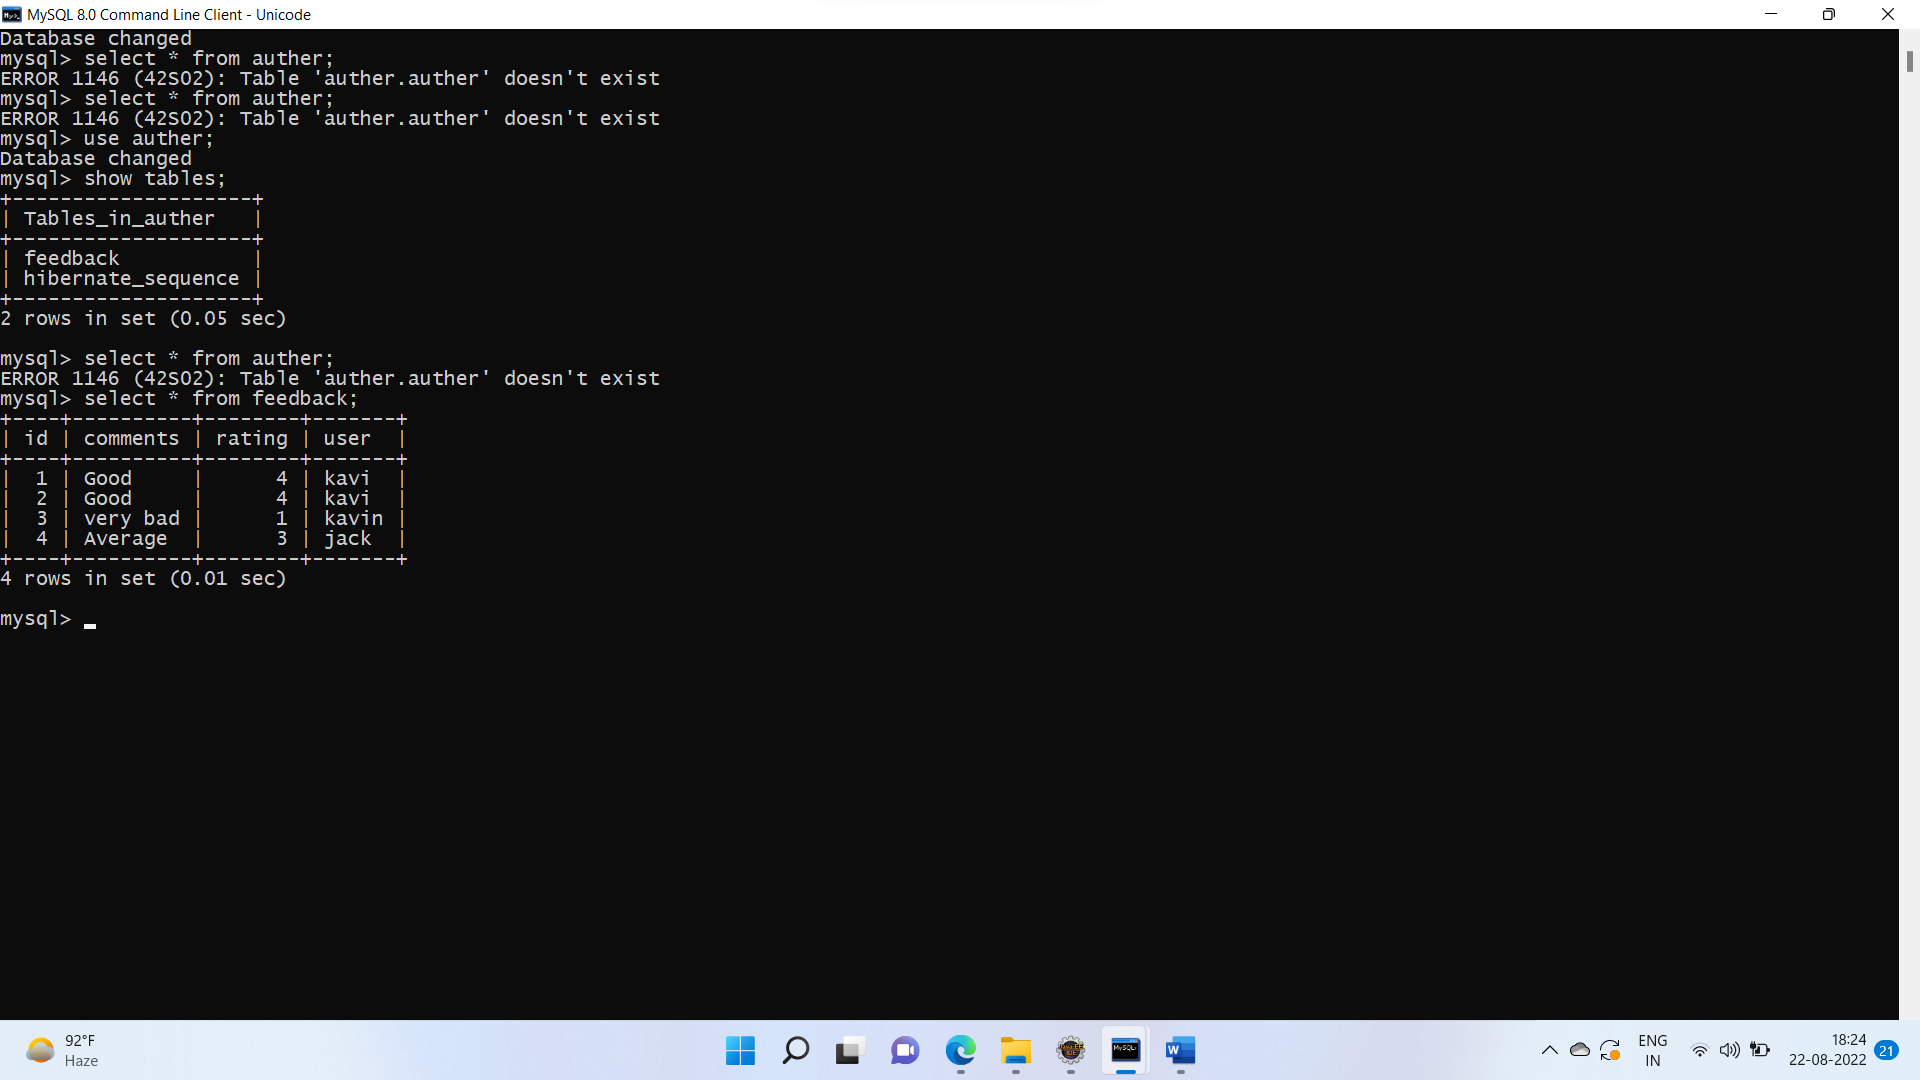 MySQL 8.0 Command Line Client - Unicode
Database changed
mysql> select * from auther;
ERROR 1146 (42S02): Table 'auther.auther' doesn't exist
mysql> select * from auther;
ERROR 1146 (42S02): Table 'auther.auther' doesn't exist
mysql> use auther;
Database changed
mysql> show tables;
+--------------------+
| Tables_in_auther   |
+--------------------+
| feedback           |
| hibernate_sequence |
+--------------------+
2 rows in set (0.05 sec)

mysql> select * from auther;
ERROR 1146 (42S02): Table 'auther.auther' doesn't exist
mysql> select * from feedback;
+----+----------+--------+-------+
| id | comments | rating | user  |
+----+----------+--------+-------+
|  1 | Good     |      4 | kavi  |
|  2 | Good     |      4 | kavi  |
|  3 | very bad |      1 | kavin |
|  4 | Average  |      3 | jack  |
+----+----------+--------+-------+
4 rows in set (0.01 sec)

mysql> _
92°F
Haze
ENG
IN
18:24
22-08-2022
21